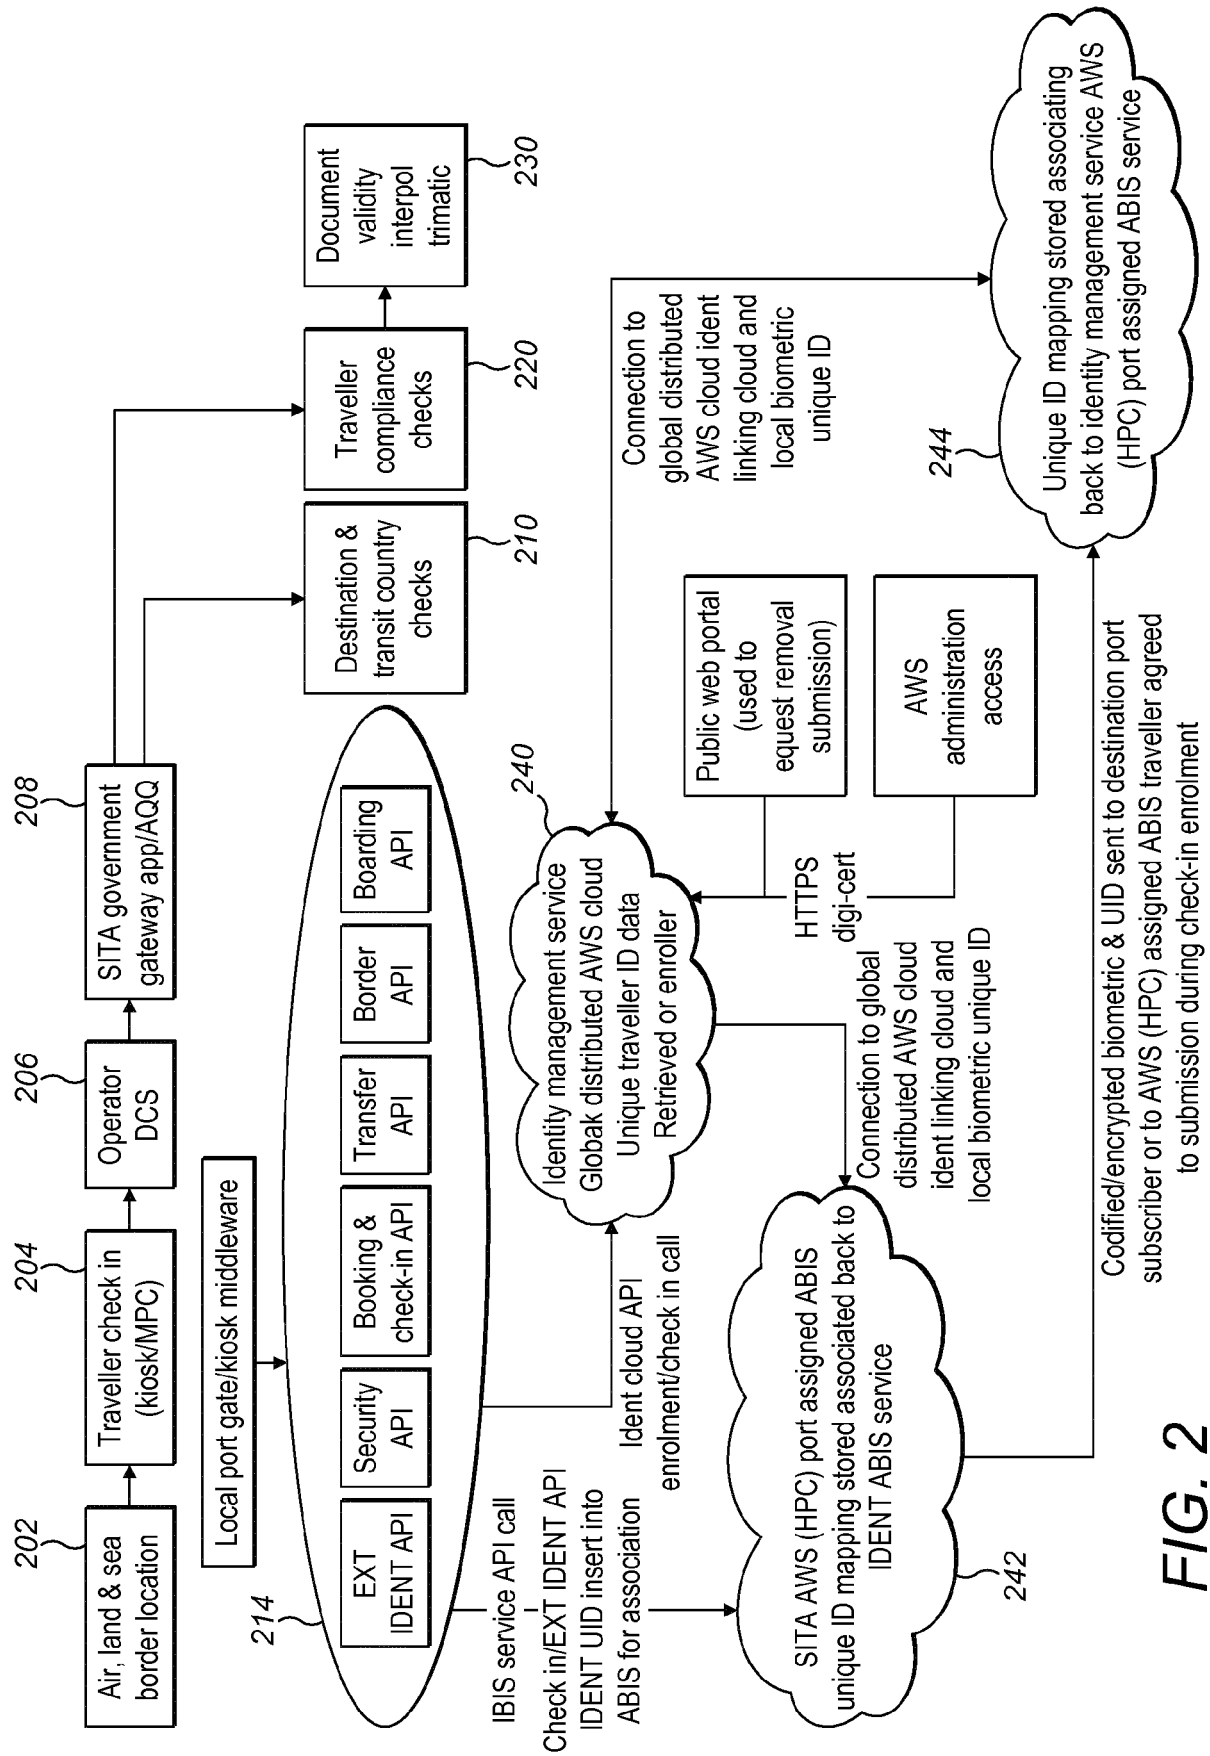 202
Air, land & sea
border location
204
Traveller check in
(kiosk/MPC)
206
Operator
DCS
208
SITA government
gateway app/AQQ
Local port gate/kiosk middleware
214
EXT
IDENT API
Security
API
Booking &
check-in API
Transfer
API
Border
API
Boarding
API
Destination &
transit country
checks
210
Traveller
compliance
checks
220
Document
validity
interpol
trimatic
230
IBIS service API call
Check in/EXT IDENT API
IDENT UID insert into
ABIS for association
Ident cloud API
enrolment/check in call
240
Identity management service
Globak distributed AWS cloud
Unique traveller ID data
Retrieved or enroller
Connection to
global distributed
AWS cloud ident
linking cloud and
local biometric
unique ID
Public web portal
(used to
equest removal
submission)
AWS
administration
access
HTTPS
digi-cert
Connection to global
distributed AWS cloud
ident linking cloud and
local biometric unique ID
SITA AWS (HPC) port assigned ABIS
unique ID mapping stored associated back to
IDENT ABIS service
242
244
Unique ID mapping stored associating
back to identity management service AWS
(HPC) port assigned ABIS service
Codified/encrypted biometric & UID sent to destination port
subscriber or to AWS (HPC) assigned ABIS traveller agreed
to submission during check-in enrolment
FIG. 2